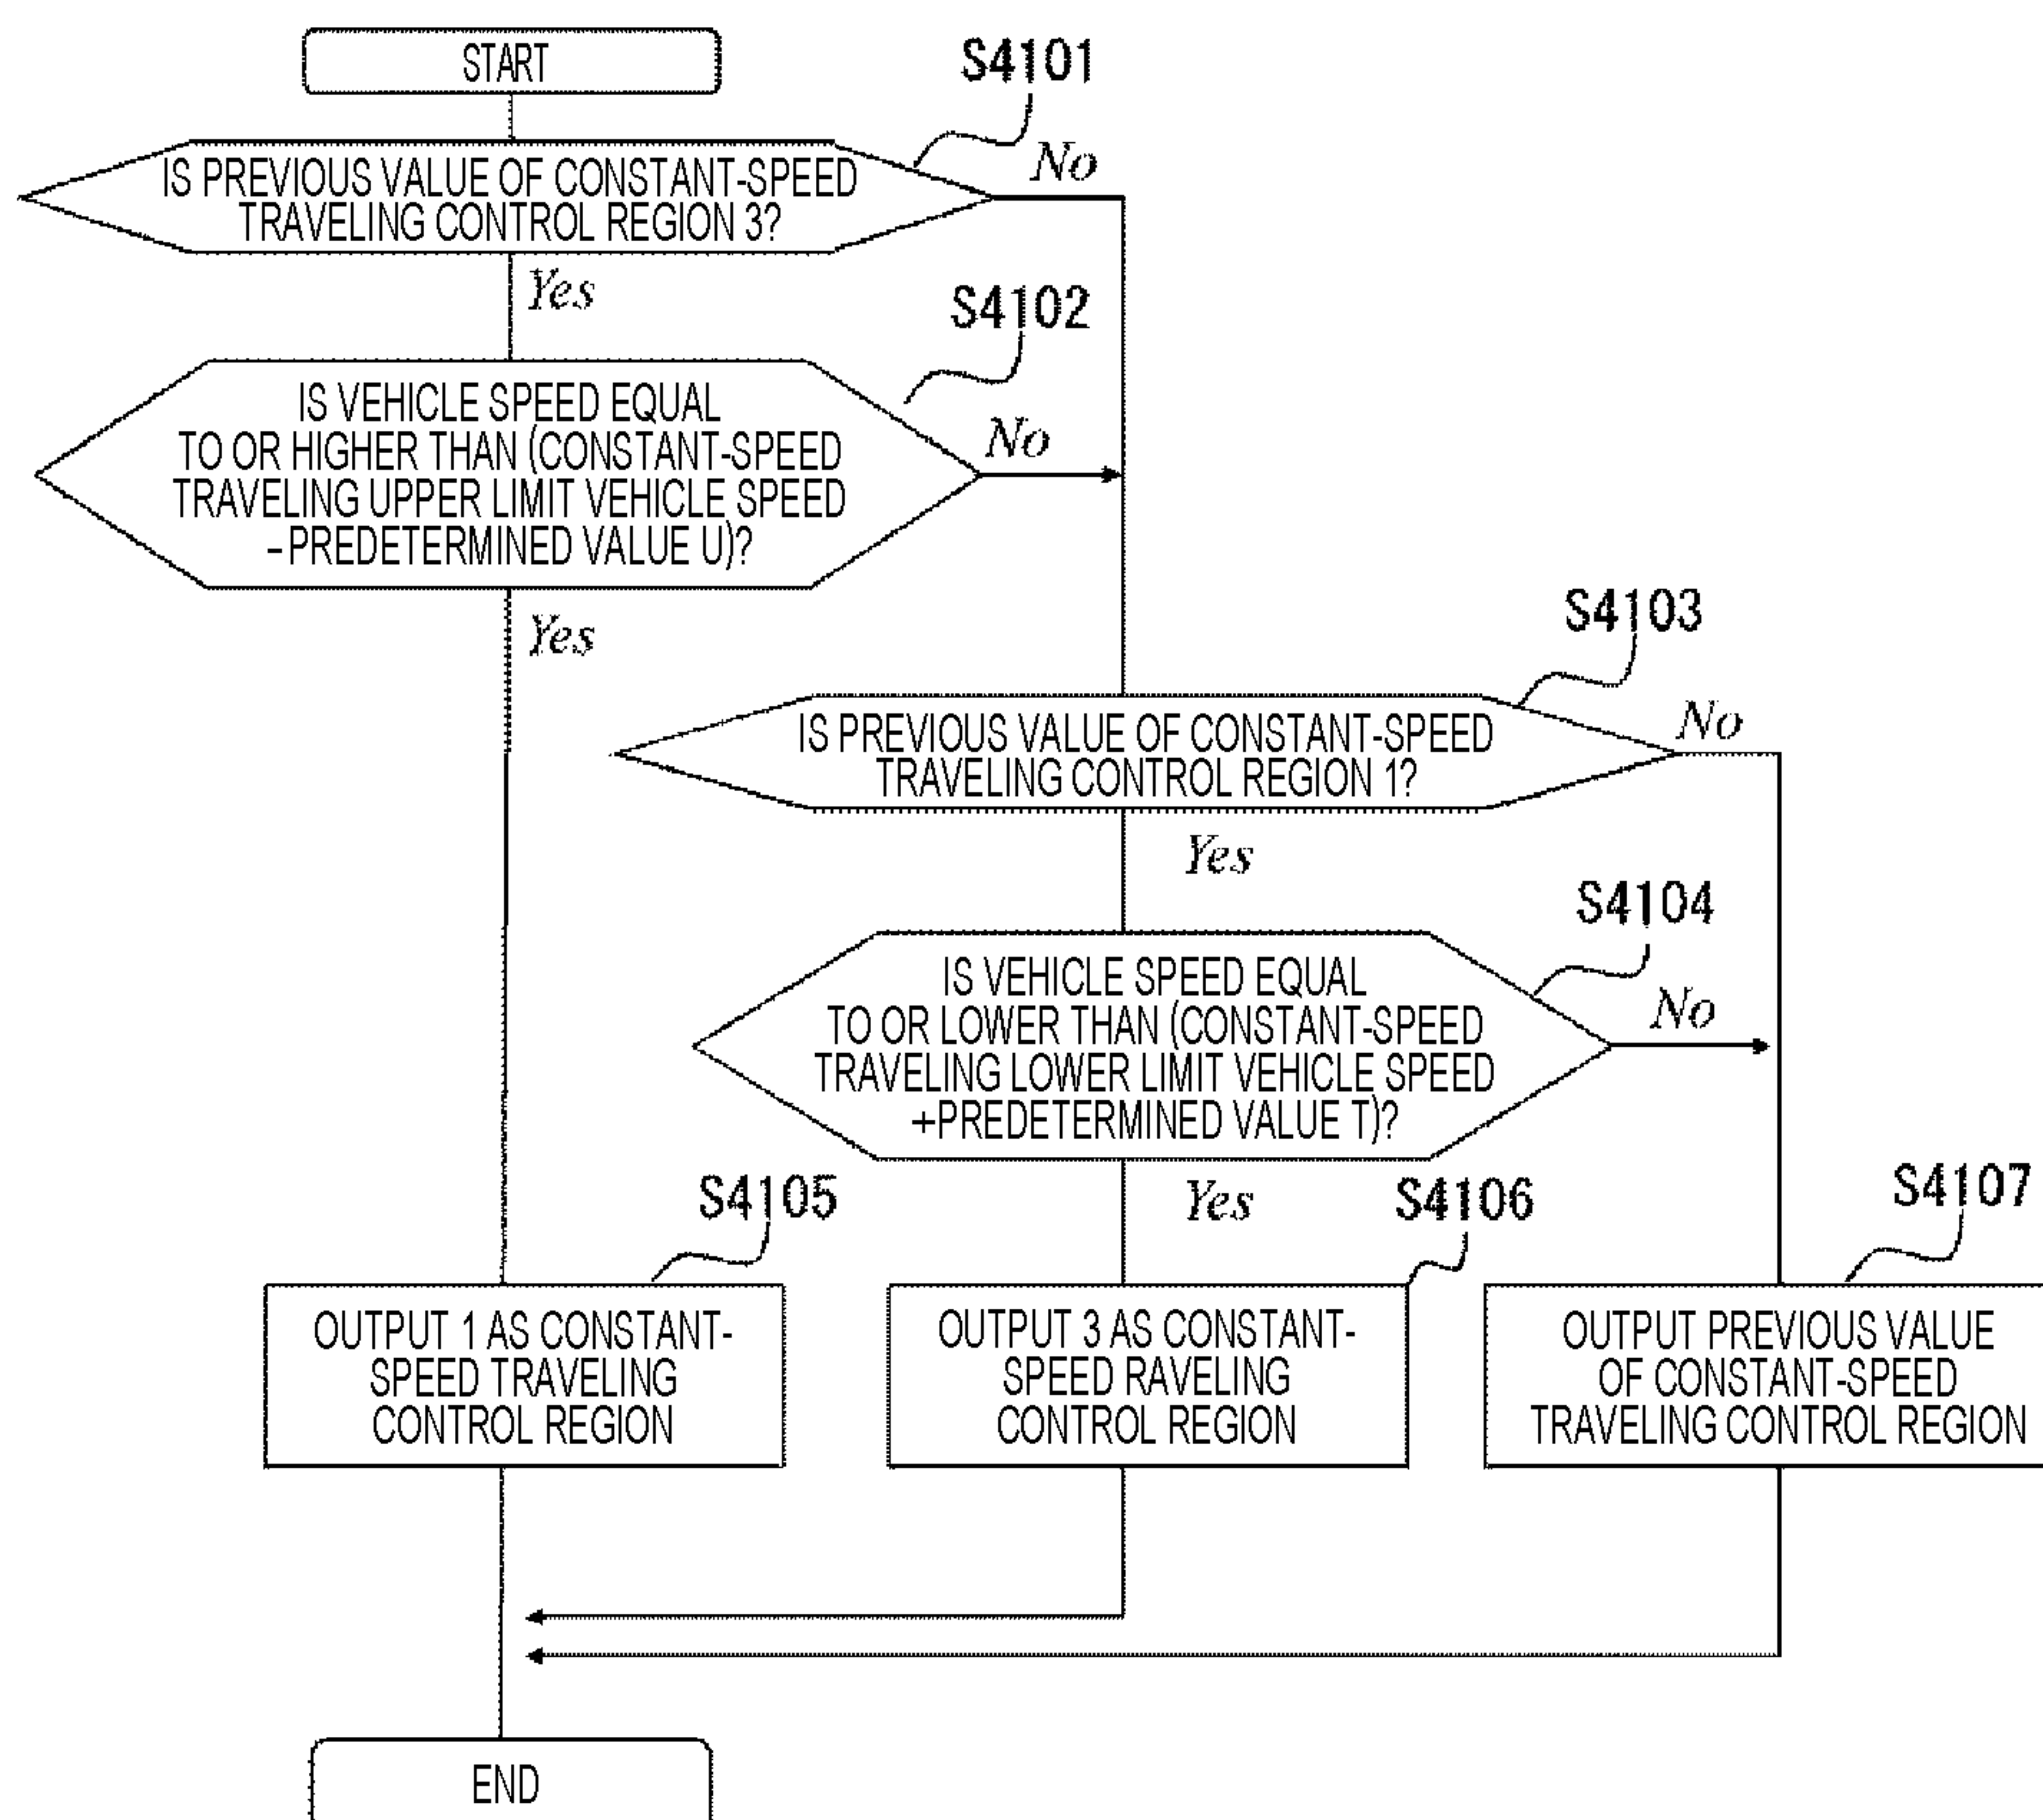 START
S4101
IS PREVIOUS VALUE OF CONSTANT-SPEED
TRAVELING CONTROL REGION 3?
No
Yes
S4102
IS VEHICLE SPEED EQUAL
TO OR HIGHER THAN (CONSTANT-SPEED
TRAVELING UPPER LIMIT VEHICLE SPEED
-PREDETERMINED VALUE U)?
No
Yes
S4103
IS PREVIOUS VALUE OF CONSTANT-SPEED
TRAVELING CONTROL REGION 1?
No
Yes
S4104
IS VEHICLE SPEED EQUAL
TO OR LOWER THAN (CONSTANT-SPEED
TRAVELING LOWER LIMIT VEHICLE SPEED
+PREDETERMINED VALUE T)?
No
Yes
S4105
OUTPUT 1 AS CONSTANT-
SPEED TRAVELING
CONTROL REGION
S4106
OUTPUT 3 AS CONSTANT-
SPEED RAVELING
CONTROL REGION
S4107
OUTPUT PREVIOUS VALUE
OF CONSTANT-SPEED
TRAVELING CONTROL REGION
END